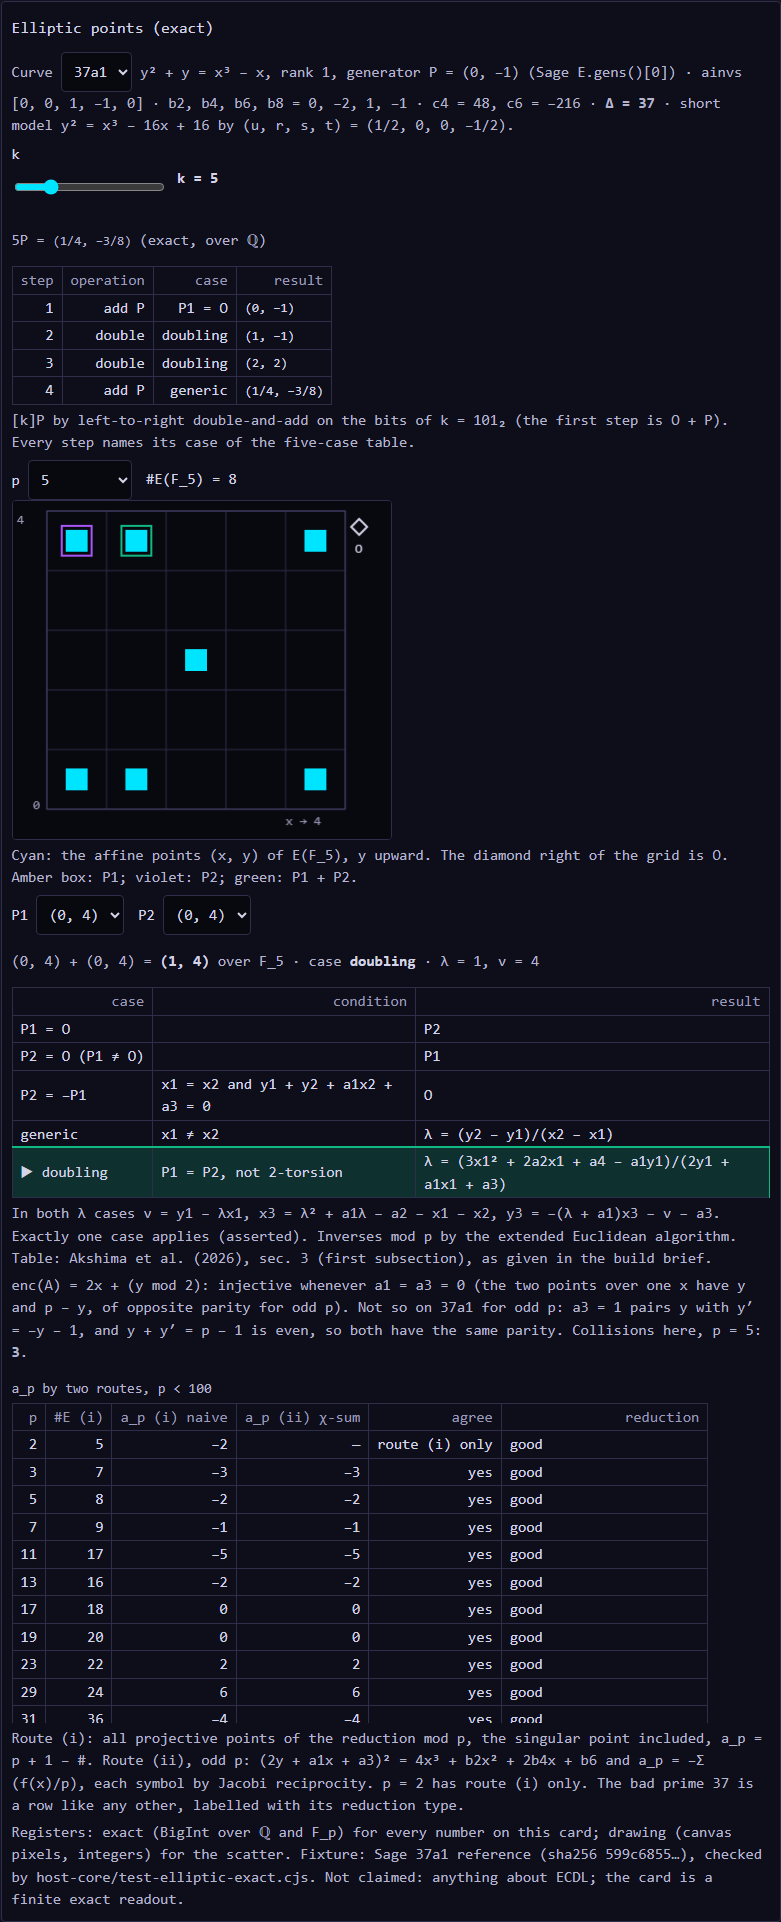 Elliptic points (exact)
Curve 37a1 y² + y = x³ − x, rank 1, generator P = (0, −1) (Sage E.gens()[0]) · ainvs
[0, 0, 1, −1, 0] · b2, b4, b6, b8 = 0, −2, 1, −1 · c4 = 48, c6 = −216 · Δ = 37 · short
model y² = x³ − 16x + 16 by (u, r, s, t) = (1/2, 0, 0, −1/2).
k
k = 5
5P = (1/4, −3/8) (exact, over ℚ)
step operation case result
1 add P P1 = O (0, −1)
2 double doubling (1, −1)
3 double doubling (2, 2)
4 add P generic (1/4, −3/8)
[k]P by left-to-right double-and-add on the bits of k = 101₂ (the first step is O + P).
Every step names its case of the five-case table.
p 5 #E(F_5) = 8
4
O
0
x → 4
Cyan: the affine points (x, y) of E(F_5), y upward. The diamond right of the grid is O.
Amber box: P1; violet: P2; green: P1 + P2.
P1 (0, 4) P2 (0, 4)
(0, 4) + (0, 4) = (1, 4) over F_5 · case doubling · λ = 1, ν = 4
case condition result
P1 = O P2
P2 = O (P1 ≠ O) P1
P2 = −P1 x1 = x2 and y1 + y2 + a1x2 +
a3 = 0 O
generic x1 ≠ x2 λ = (y2 − y1)/(x2 − x1)
▶ doubling P1 = P2, not 2-torsion λ = (3x1² + 2a2x1 + a4 − a1y1)/(2y1 +
a1x1 + a3)
In both λ cases ν = y1 − λx1, x3 = λ² + a1λ − a2 − x1 − x2, y3 = −(λ + a1)x3 − ν − a3.
Exactly one case applies (asserted). Inverses mod p by the extended Euclidean algorithm.
Table: Akshima et al. (2026), sec. 3 (first subsection), as given in the build brief.
enc(A) = 2x + (y mod 2): injective whenever a1 = a3 = 0 (the two points over one x have y
and p − y, of opposite parity for odd p). Not so on 37a1 for odd p: a3 = 1 pairs y with y′
= −y − 1, and y + y′ = p − 1 is even, so both have the same parity. Collisions here, p = 5:
3.
a_p by two routes, p < 100
p #E (i) a_p (i) naive a_p (ii) χ-sum agree reduction
2 5 −2 — route (i) only good
3 7 −3 −3 yes good
5 8 −2 −2 yes good
7 9 −1 −1 yes good
11 17 −5 −5 yes good
13 16 −2 −2 yes good
17 18 0 0 yes good
19 20 0 0 yes good
23 22 2 2 yes good
29 24 6 6 yes good
31 36 −4 −4 yes good
Route (i): all projective points of the reduction mod p, the singular point included, a_p =
p + 1 − #. Route (ii), odd p: (2y + a1x + a3)² = 4x³ + b2x² + 2b4x + b6 and a_p = −Σ
(f(x)/p), each symbol by Jacobi reciprocity. p = 2 has route (i) only. The bad prime 37 is
a row like any other, labelled with its reduction type.
Registers: exact (BigInt over ℚ and F_p) for every number on this card; drawing (canvas
pixels, integers) for the scatter. Fixture: Sage 37a1 reference (sha256 599c6855…), checked
by host-core/test-elliptic-exact.cjs. Not claimed: anything about ECDL; the card is a
finite exact readout.